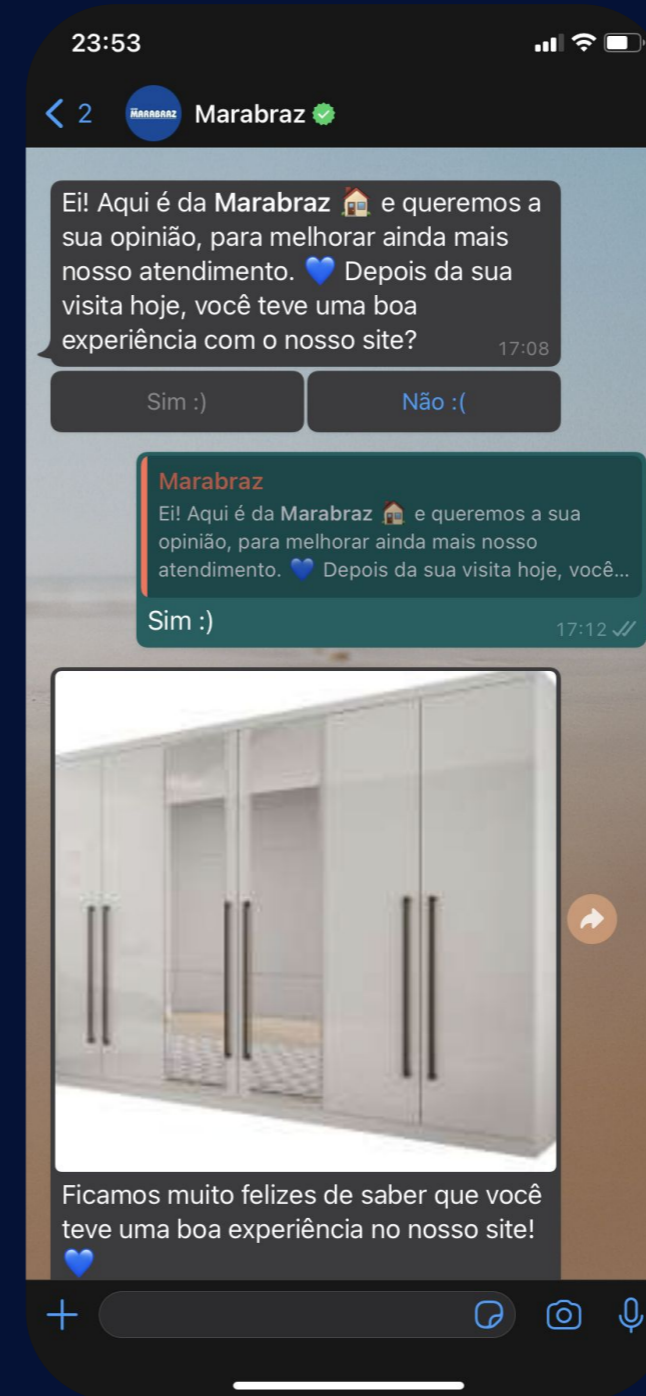 23:53
2
MARABRAZ
Marabraz
Ei! Aqui é da Marabraz 🏠 e queremos a
sua opinião, para melhorar ainda mais
nosso atendimento. 💙 Depois da sua
visita hoje, você teve uma boa
experiência com o nosso site?
17:08
Sim :)
Não :(
Marabraz
Ei! Aqui é da Marabraz 🏠 e queremos a sua
opinião, para melhorar ainda mais nosso
atendimento. 💙 Depois da sua visita hoje, você...
Sim :)
17:12
Ficamos muito felizes de saber que você
teve uma boa experiência no nosso site!
💙